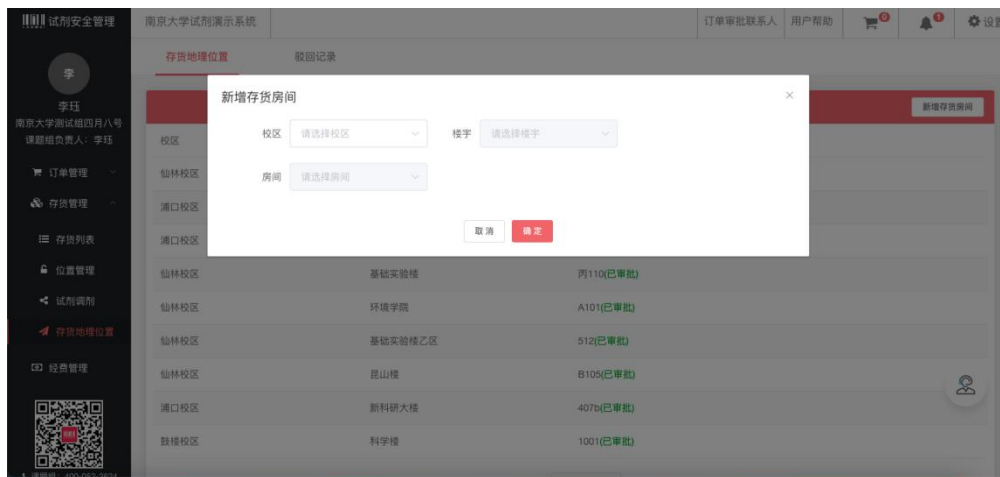 试剂安全管理
南京大学试剂演示系统
订单审批联系人
用户帮助
0
1
设置
李
李珏
南京大学测试组四月八号
课题组负责人：李珏
订单管理
存货管理
存货列表
位置管理
试剂调剂
存货地理位置
经费管理
存货地理位置
驳回记录
新增存货房间
新增存货房间
×
校区 请选择校区
楼宇 请选择楼宇
房间 请选择房间
取消
确定
校区
仙林校区
浦口校区
浦口校区
仙林校区 基础实验楼 丙110(已审批)
仙林校区 环境学院 A101(已审批)
仙林校区 基础实验楼乙区 512(已审批)
仙林校区 昆山楼 B105(已审批)
浦口校区 新科研大楼 407b(已审批)
鼓楼校区 科学楼 1001(已审批)